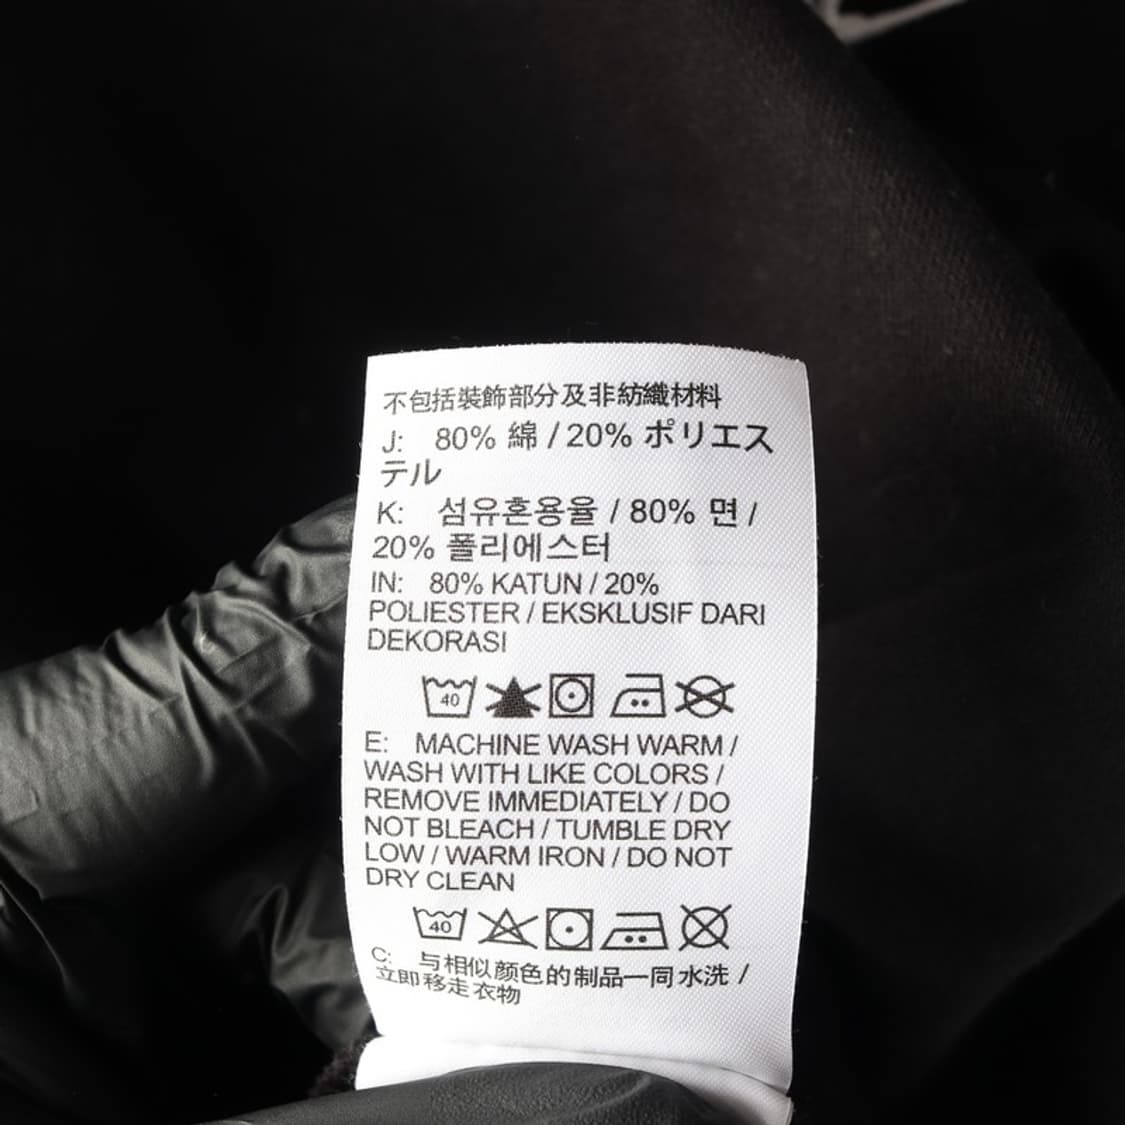 不包括裝飾部分及非紡織材料
J: 80% 綿 / 20% ポリエス
テル
K: 섬유혼용율 / 80% 면 /
20% 폴리에스터
IN: 80% KATUN / 20%
POLIESTER / EKSKLUSIF DARI
DEKORASI
40
E: MACHINE WASH WARM /
WASH WITH LIKE COLORS /
REMOVE IMMEDIATELY / DO
NOT BLEACH / TUMBLE DRY
LOW / WARM IRON / DO NOT
DRY CLEAN
40
C: 与相似颜色的制品一同水洗 /
立即移走衣物